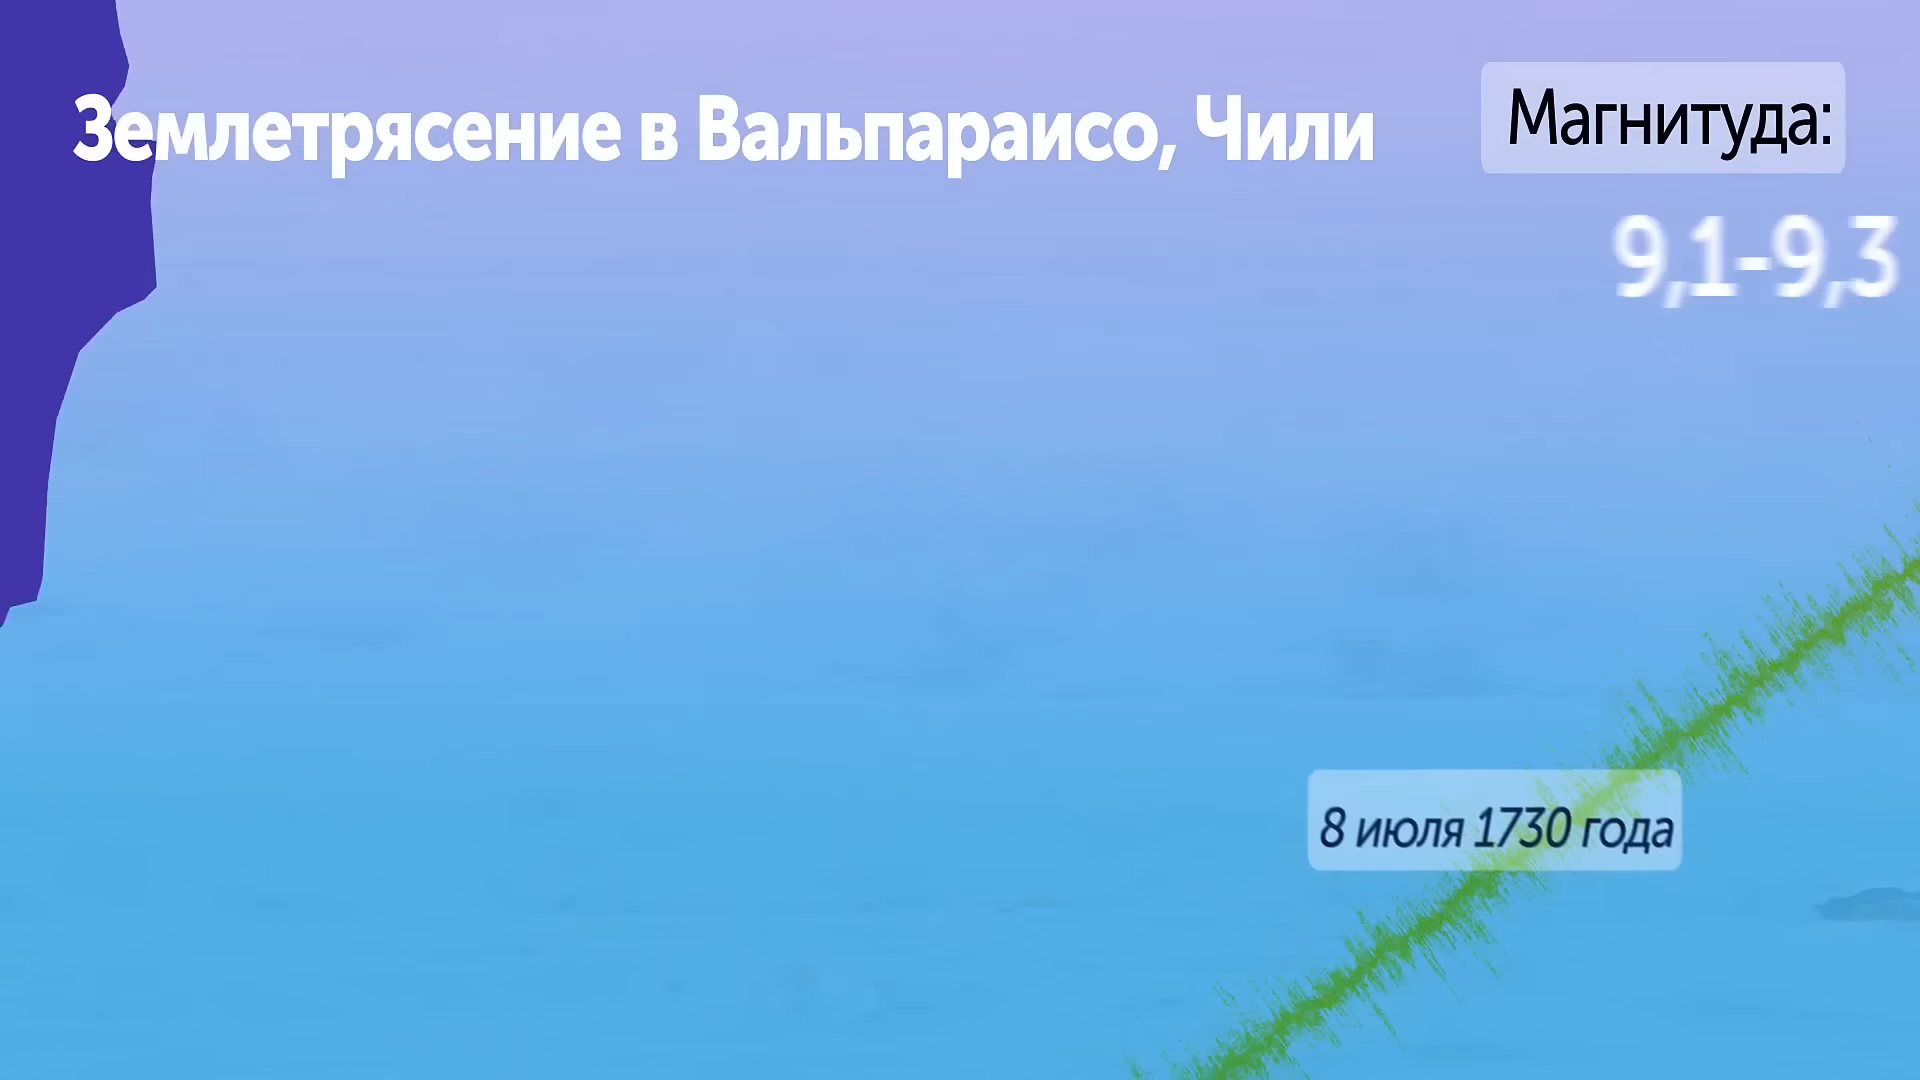 Землетрясение в Вальпараисо, Чили
Магнитуда:
9,1-9,3
8 июля 1730 года